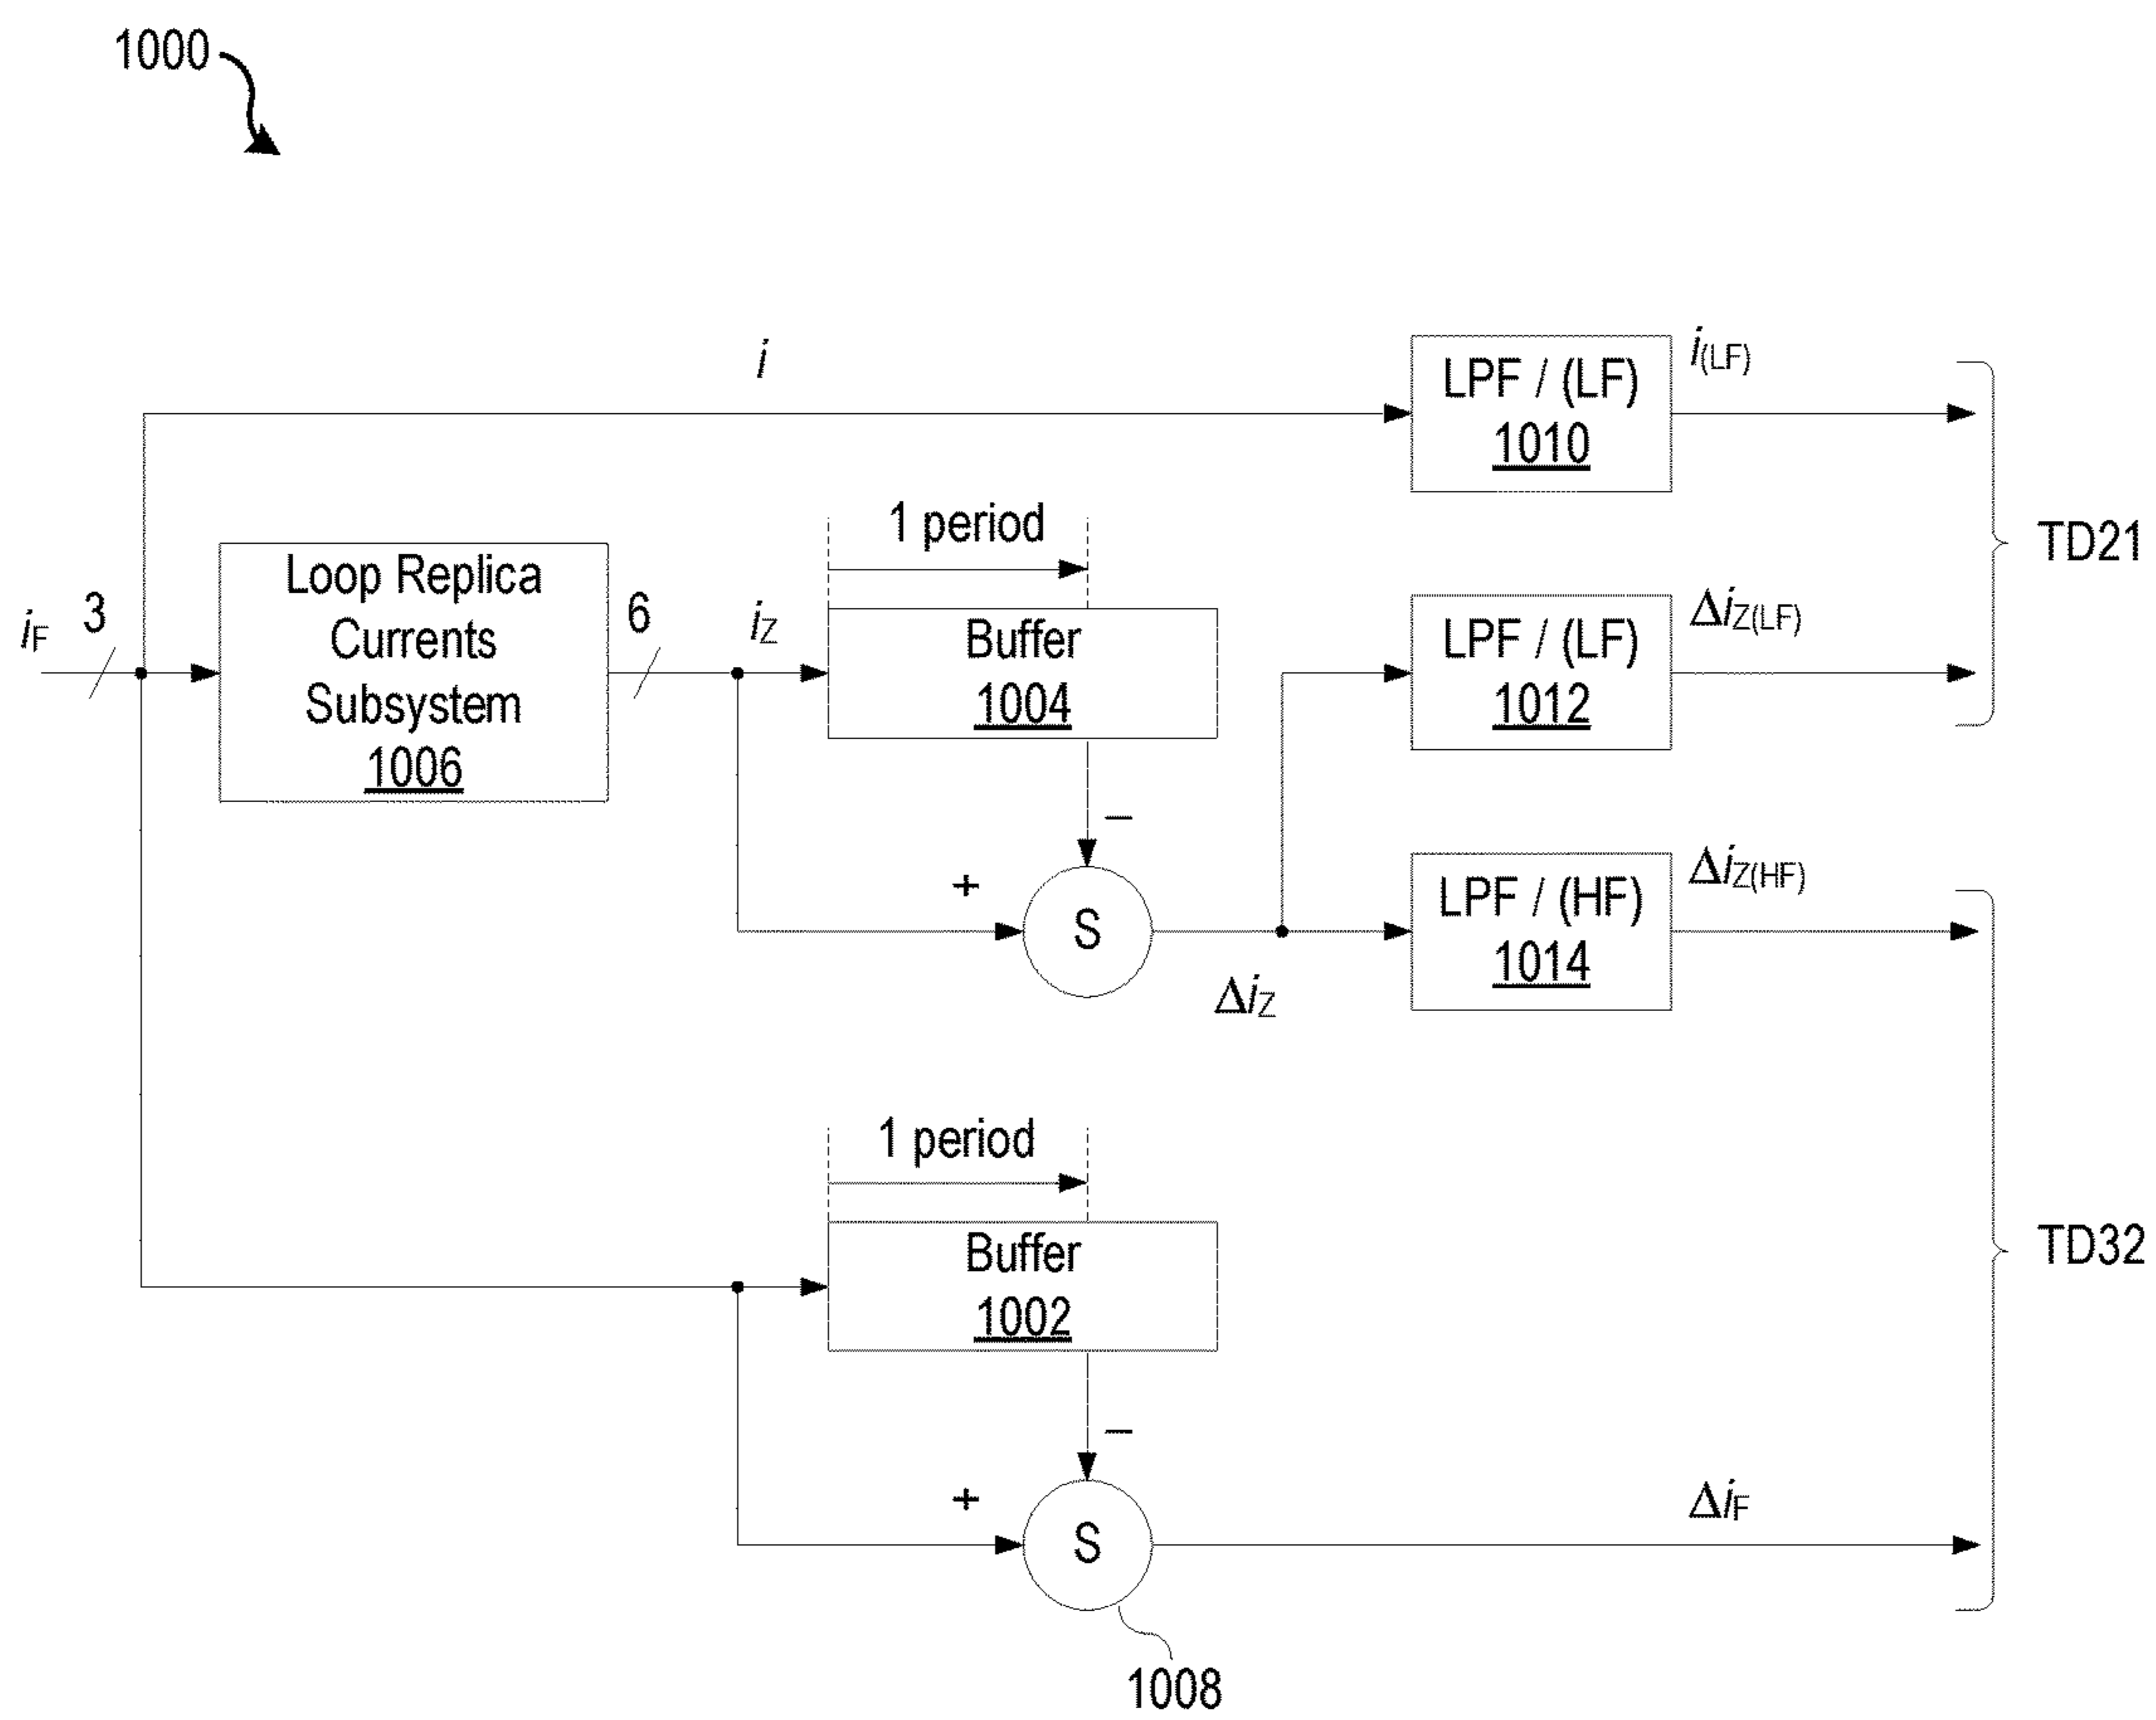 1000
i
LPF / (LF)
1010
i(LF)
TD21
1 period
Loop Replica
Currents
Subsystem
1006
iF
3
6
iZ
Buffer
1004
LPF / (LF)
1012
ΔiZ(LF)
–
+
S
ΔiZ
LPF / (HF)
1014
ΔiZ(HF)
TD32
1 period
Buffer
1002
–
+
S
ΔiF
1008